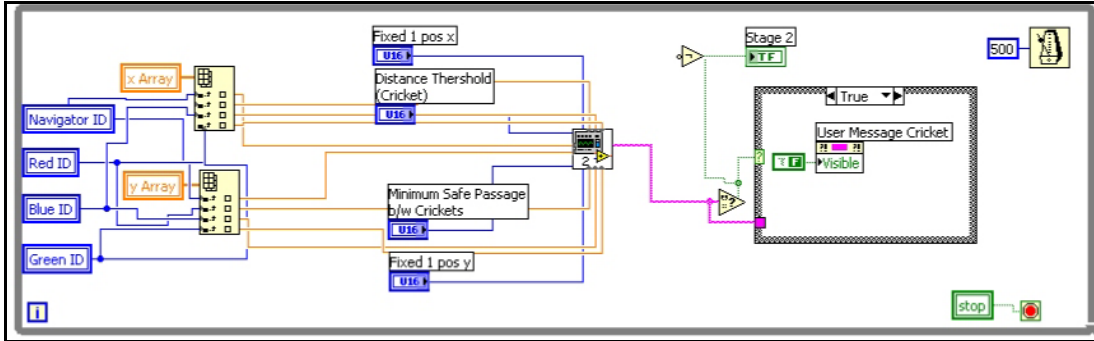 Fixed 1 pos x
U16
Stage 2
TF
500
x Array
Distance Thershold
(Cricket)
U16
True
Navigator ID
User Message Cricket
2
Red ID
TF
Visible
?
y Array
Minimum Safe Passage
b/w Crickets
?
Blue ID
U16
Green ID
Fixed 1 pos y
U16
i
stop